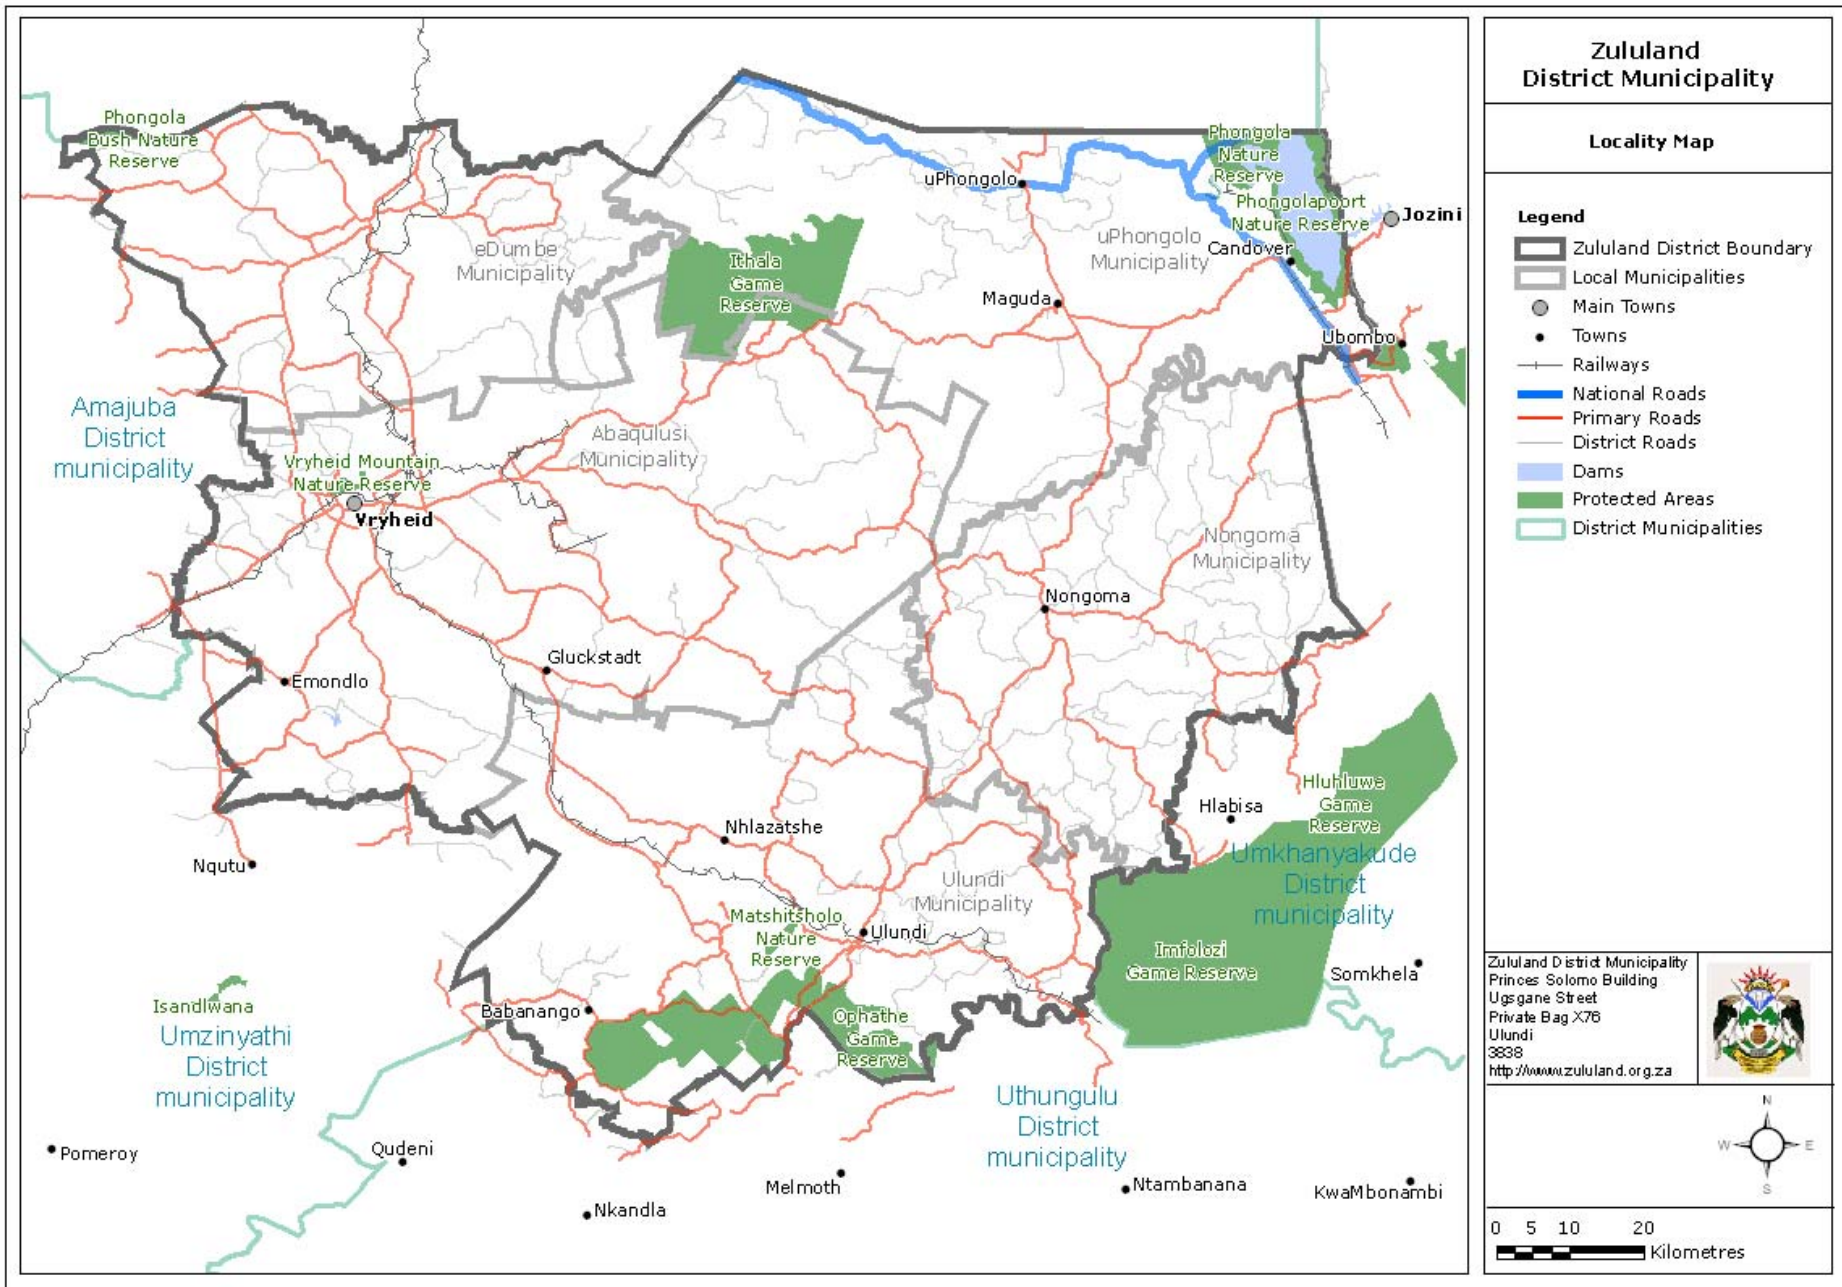 Zululand
District Municipality
Locality Map
Legend
Zululand District Boundary
Local Municipalities
Main Towns
Towns
Railways
National Roads
Primary Roads
District Roads
Dams
Protected Areas
District Municipalities
Zululand District Municipality
Princes Solomo Building
Ugsgane Street
Private Bag X76
Ulundi
3838
http://www.zululand.org.za
N
W
E
S
0 5 10 20
Kilometres
Phongola
Bush Nature
Reserve
Phongola
Nature
Reserve
uPhongolo
Phongolapoort
Nature Reserve
Jozini
eDumbe
Municipality
uPhongolo
Municipality
Candover
Ithala
Game
Reserve
Maguda
Ubombo
Amajuba
District
municipality
Abaqulusi
Municipality
Vryheid Mountain
Nature Reserve
Vryheid
Nongoma
Municipality
Nongoma
Gluckstadt
Emondlo
Hluhluwe
Game
Reserve
Hlabisa
Nhlazatshe
Nqutu
Umkhanyakude
District
municipality
Ulundi
Municipality
Matshitsholo
Nature
Reserve
Ulundi
Imfolozi
Game Reserve
Somkhela
Isandlwana
Babanango
Ophathe
Game
Reserve
Umzinyathi
District
municipality
Uthungulu
District
municipality
Pomeroy
Qudeni
Melmoth
Ntambanana
KwaMbonambi
Nkandla